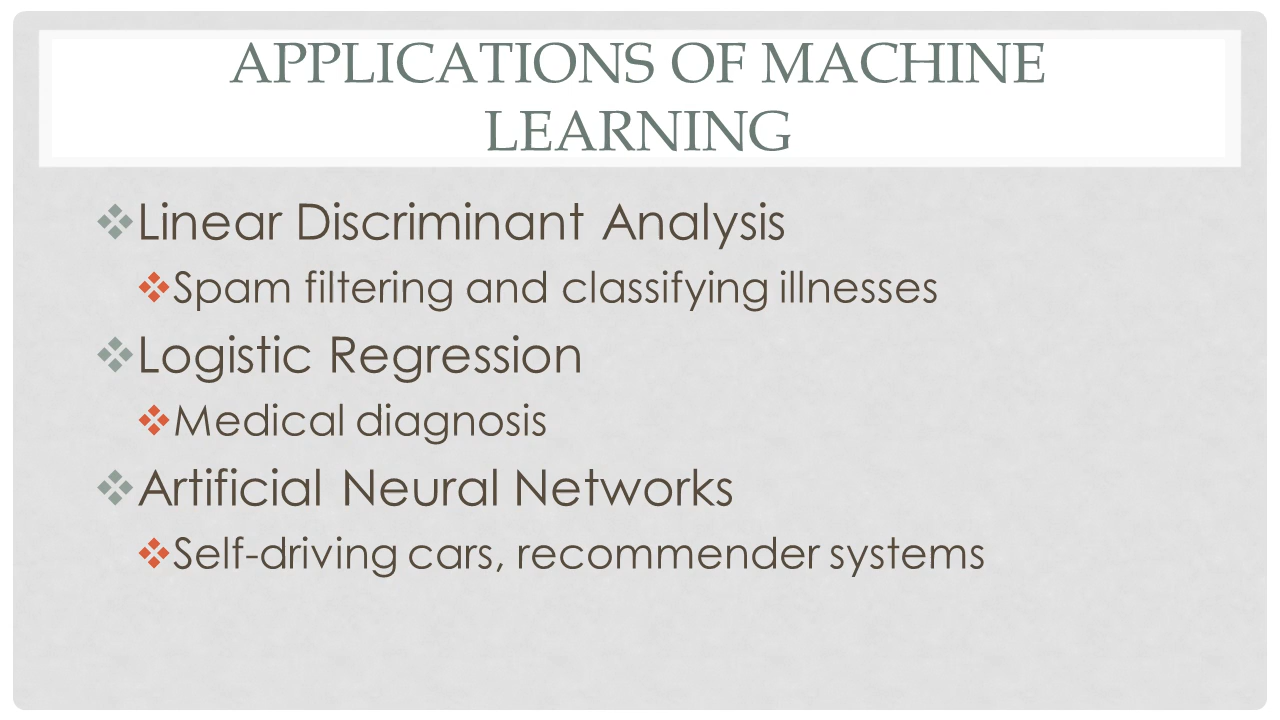 APPLICATIONS OF MACHINE
LEARNING
Linear Discriminant Analysis
Spam filtering and classifying illnesses
Logistic Regression
Medical diagnosis
Artificial Neural Networks
Self-driving cars, recommender systems